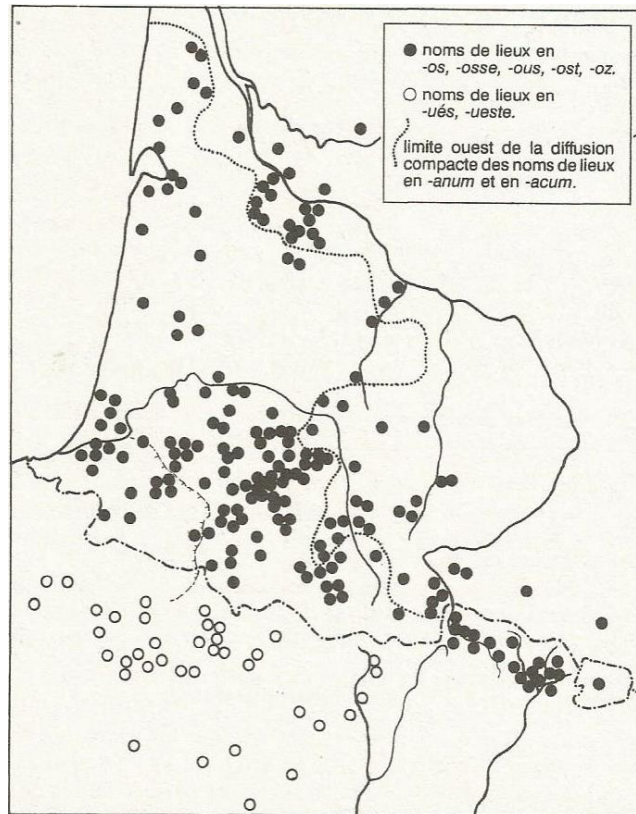 noms de lieux en
-os, -osse, -ous, -ost, -oz.
noms de lieux en
-ués, -ueste.
limite ouest de la diffusion
compacte des noms de lieux
en -anum et en -acum.